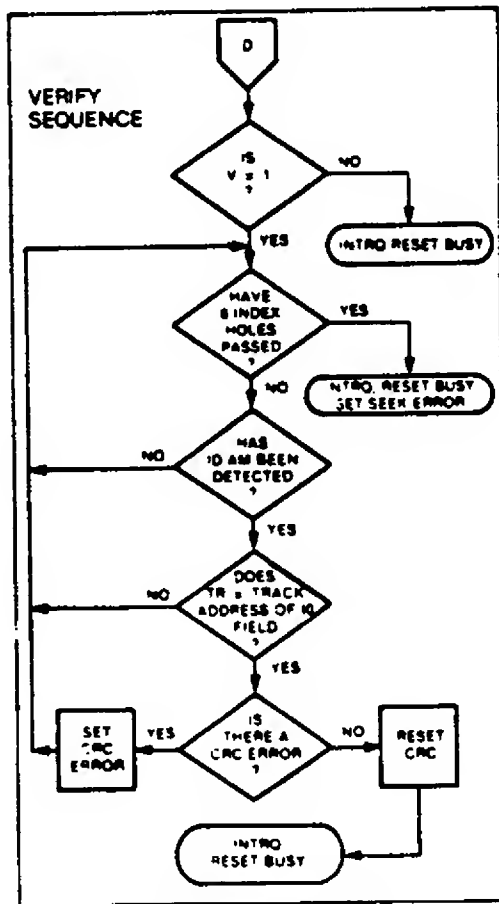 D
VERIFY
SEQUENCE
IS
V = 1
?
NO
INTRQ RESET BUSY
YES
HAVE
6 INDEX
HOLES
PASSED
?
YES
INTRQ, RESET BUSY
SET SEEK ERROR
NO
HAS
ID AM BEEN
DETECTED
?
NO
YES
DOES
TR = TRACK
ADDRESS OF ID
FIELD
?
NO
YES
IS
THERE A
CRC ERROR
?
YES
SET
CRC
ERROR
NO
RESET
CRC
INTRQ
RESET BUSY